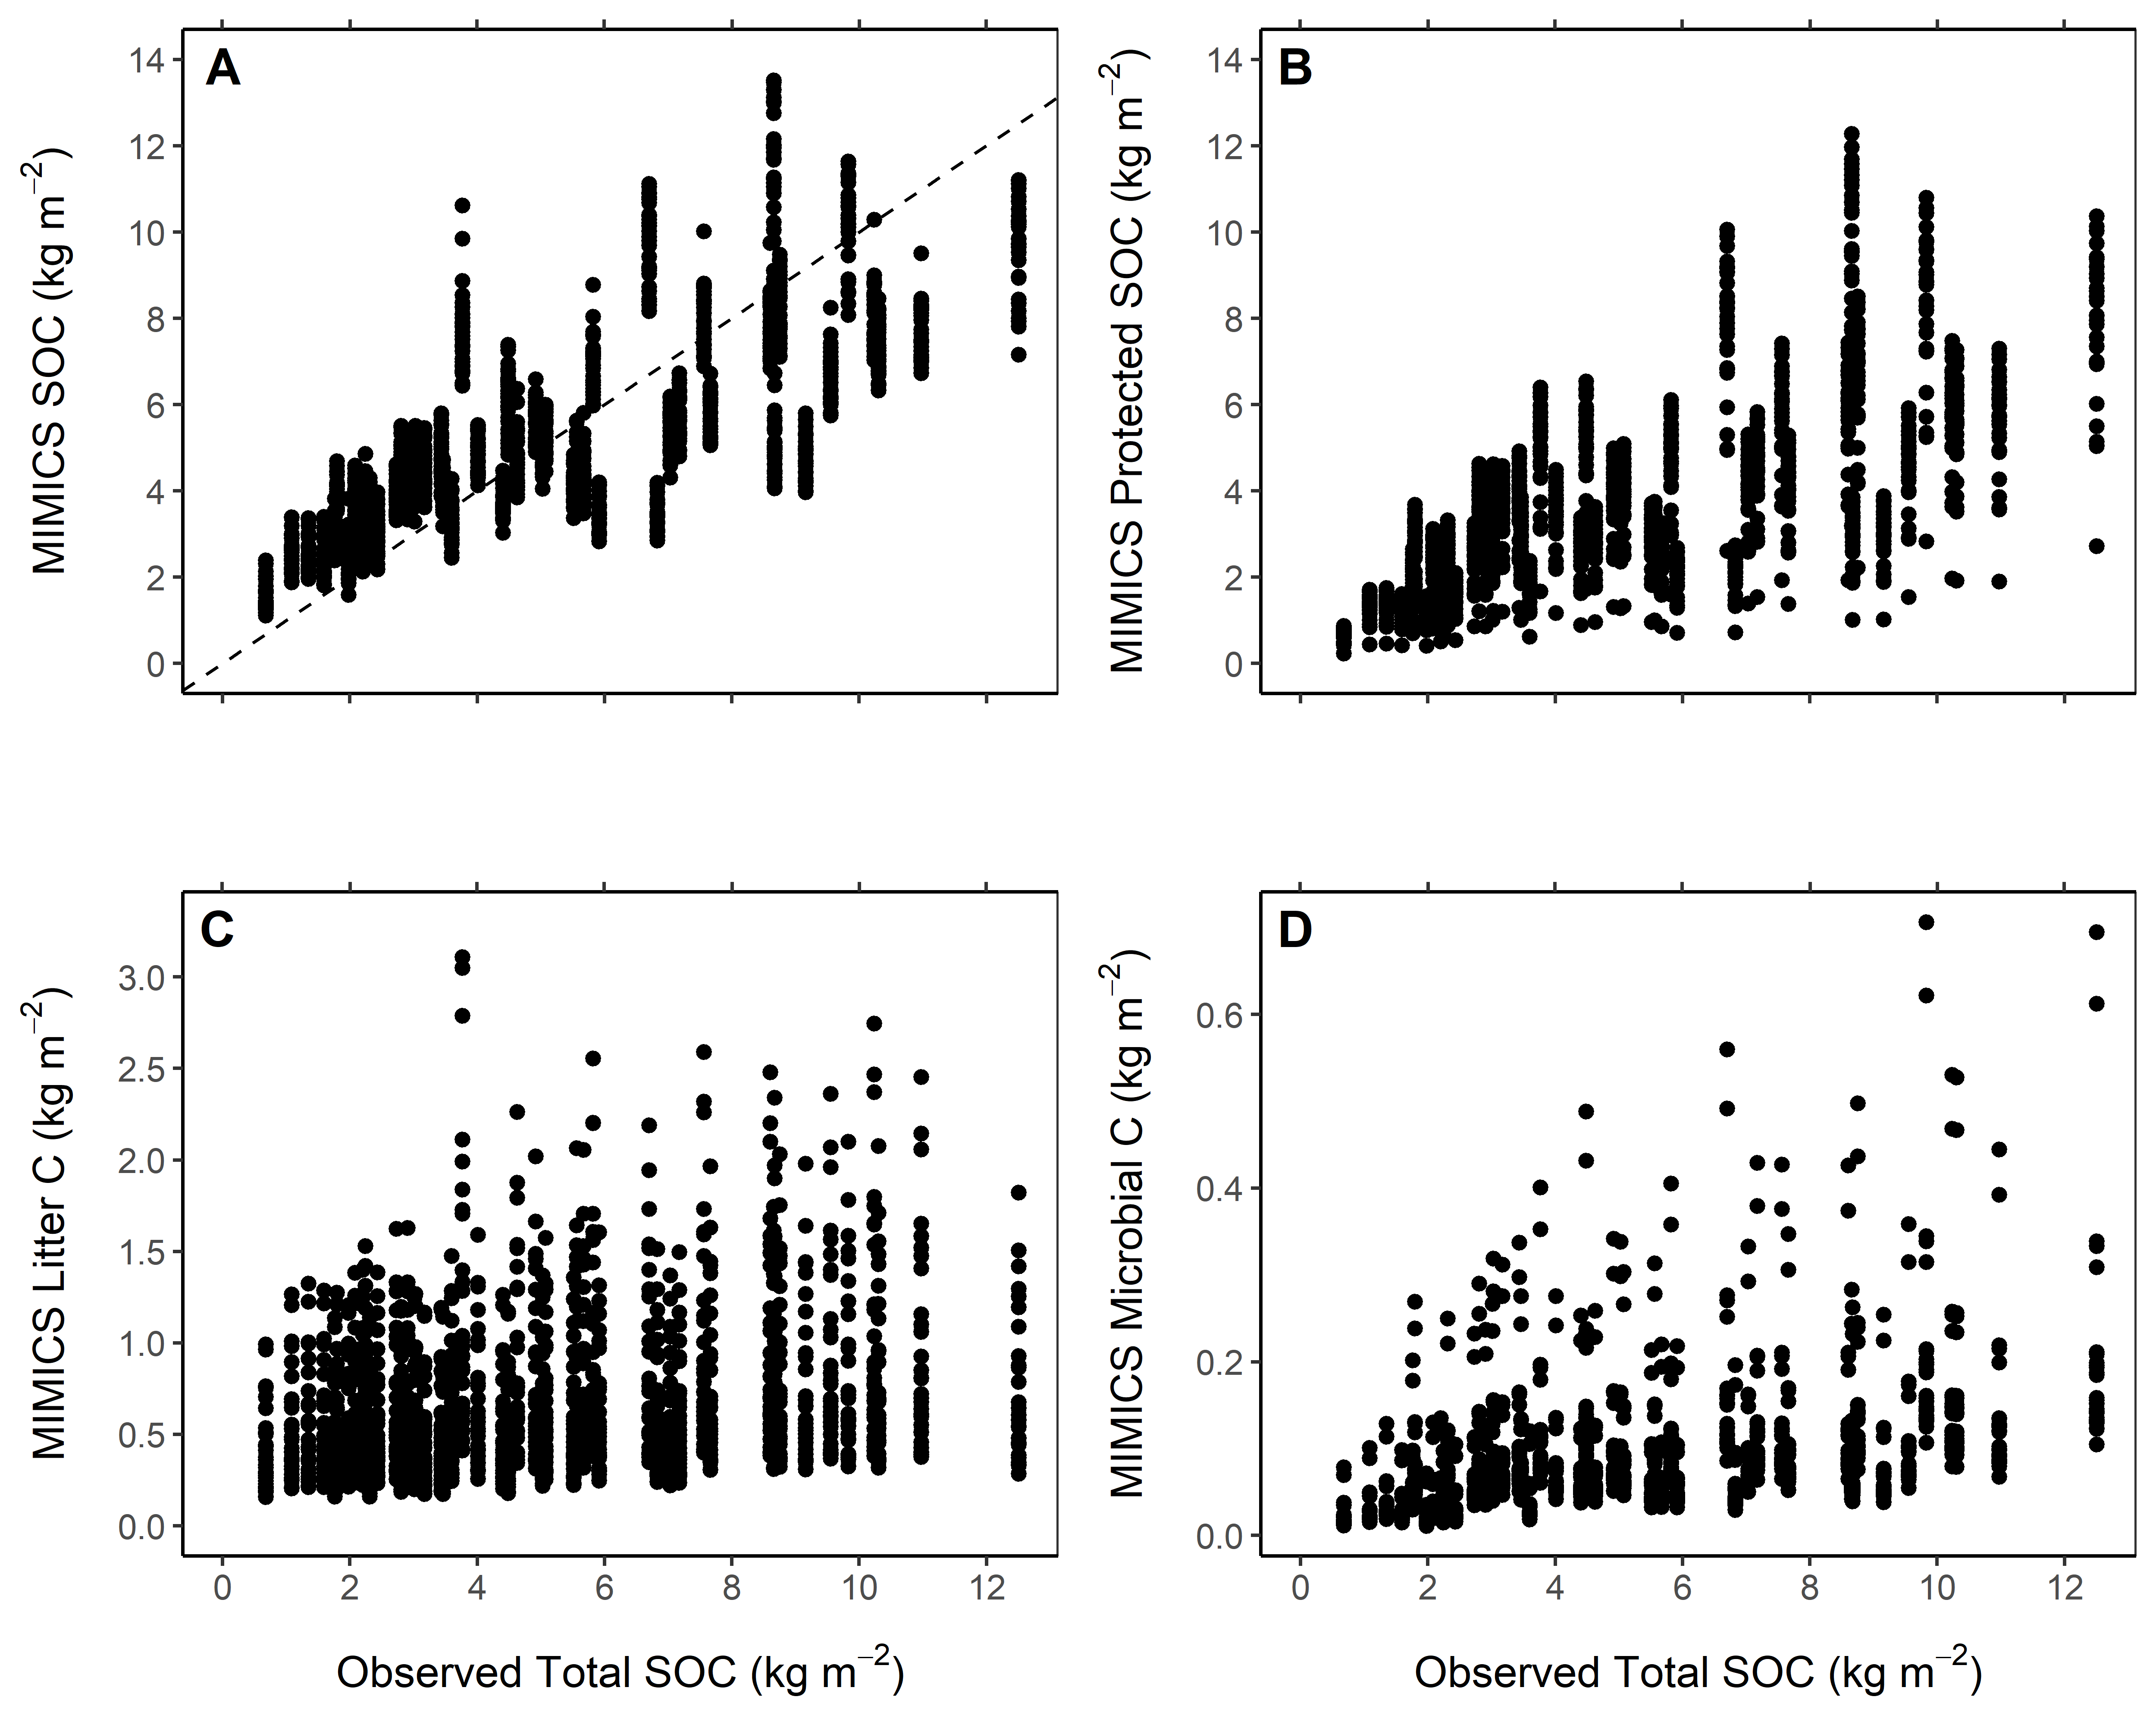 A
MIMICS SOC (kg m⁻²)
14
12
10
8
6
4
2
0
B
MIMICS Protected SOC (kg m⁻²)
14
12
10
8
6
4
2
0
C
MIMICS Litter C (kg m⁻²)
3.0
2.5
2.0
1.5
1.0
0.5
0.0
0 2 4 6 8 10 12
Observed Total SOC (kg m⁻²)
D
MIMICS Microbial C (kg m⁻²)
0.6
0.4
0.2
0.0
0 2 4 6 8 10 12
Observed Total SOC (kg m⁻²)